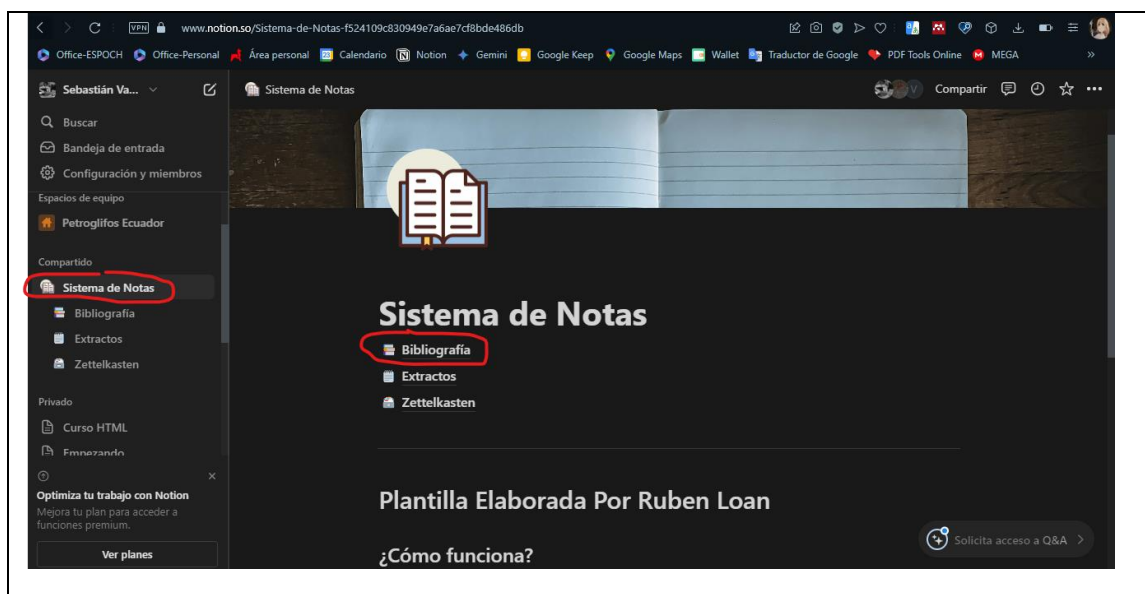 VPN www.notion.so/Sistema-de-Notas-f524109c830949e7a6ae7cf8bde486db
Office-ESPOCH Office-Personal Área personal 23 Calendario Notion Gemini Google Keep Google Maps Wallet Traductor de Google PDF Tools Online MEGA »
Sebastián Va...
Sistema de Notas
V Compartir
Buscar
Bandeja de entrada
Configuración y miembros
Espacios de equipo
Petroglifos Ecuador
Compartido
Sistema de Notas
Bibliografía
Extractos
Zettelkasten
Privado
Curso HTML
Empezando
Optimiza tu trabajo con Notion
Mejora tu plan para acceder a
funciones premium.
Ver planes
Sistema de Notas
Bibliografía
Extractos
Zettelkasten
Plantilla Elaborada Por Ruben Loan
¿Cómo funciona?
Solicita acceso a Q&A